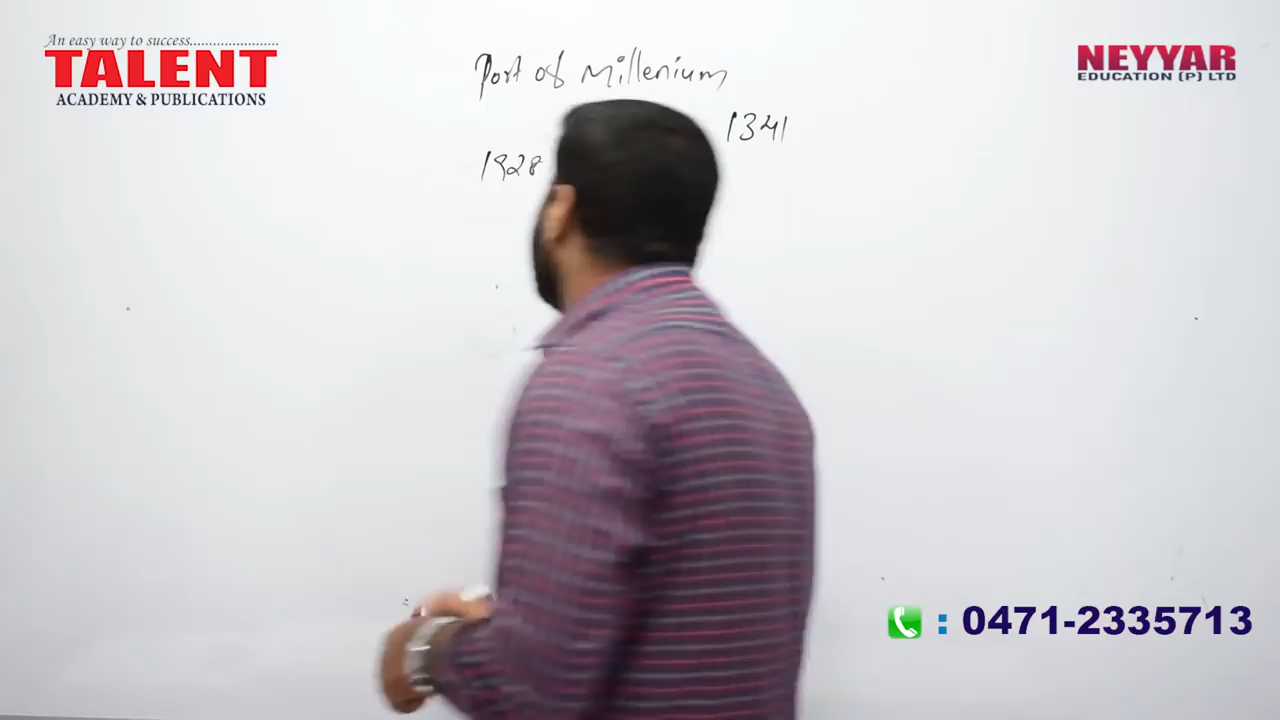 An easy way to success......................
TALENT
ACADEMY & PUBLICATIONS
NEYYAR
EDUCATION (P) LTD
Port of Millenium
1341
1928
: 0471-2335713